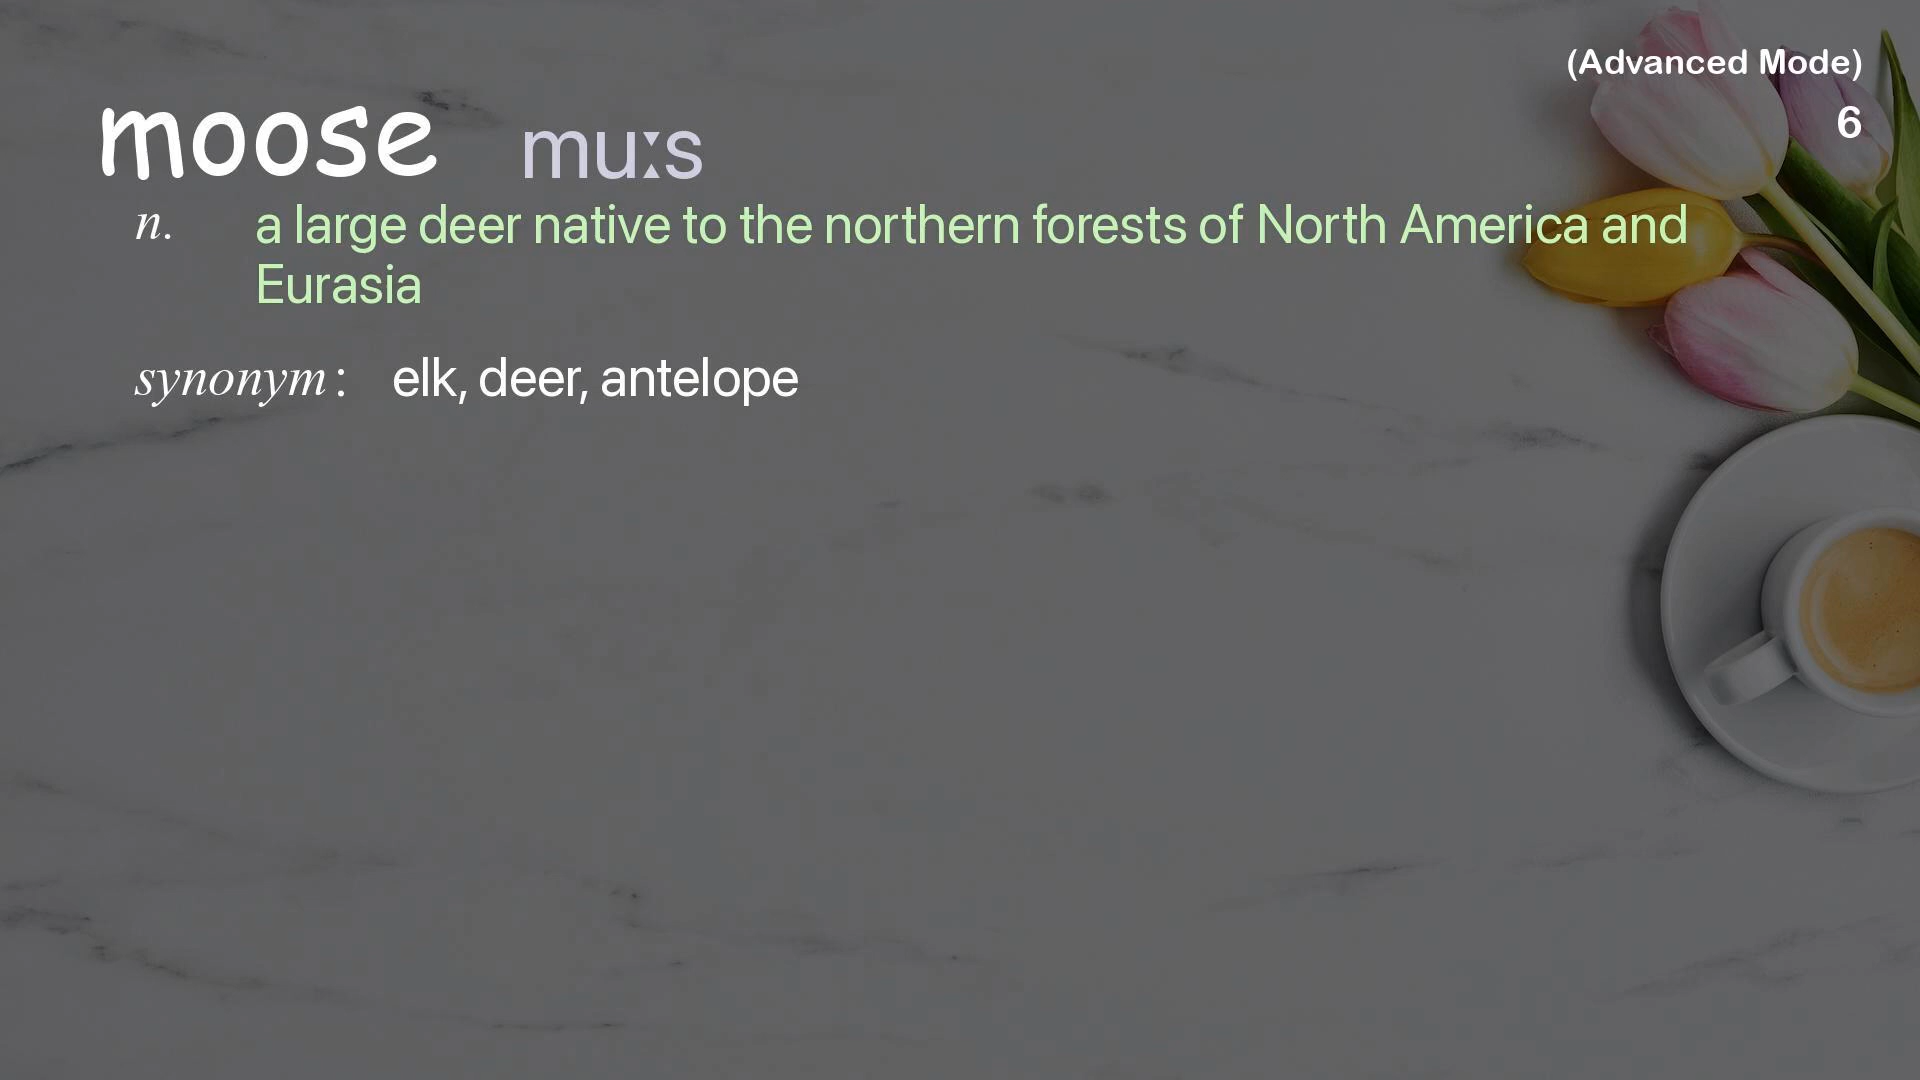 (Advanced Mode)
6
moose muːs
n. a large deer native to the northern forests of North America and
Eurasia
synonym: elk, deer, antelope